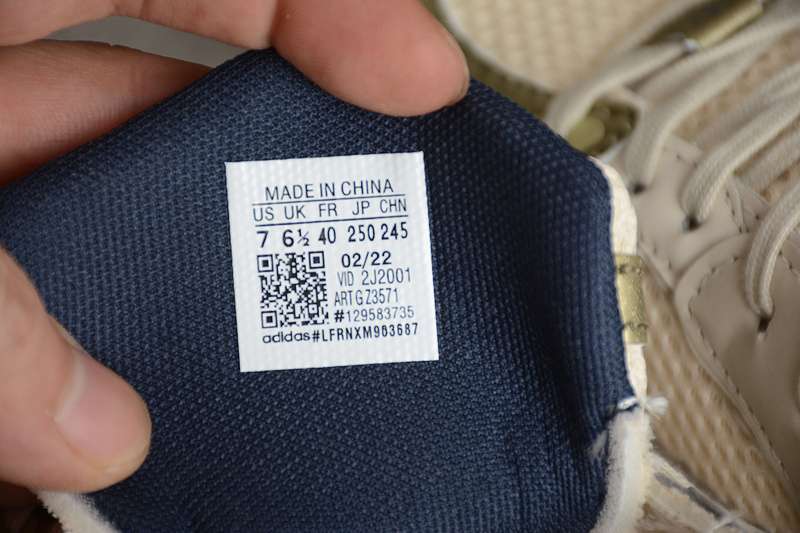 MADE IN CHINA
US UK FR JP CHN
7 6½ 40 250 245
02/22
VID 2J2001
ART GZ3571
#129583735
adidas #LFRNXM903687